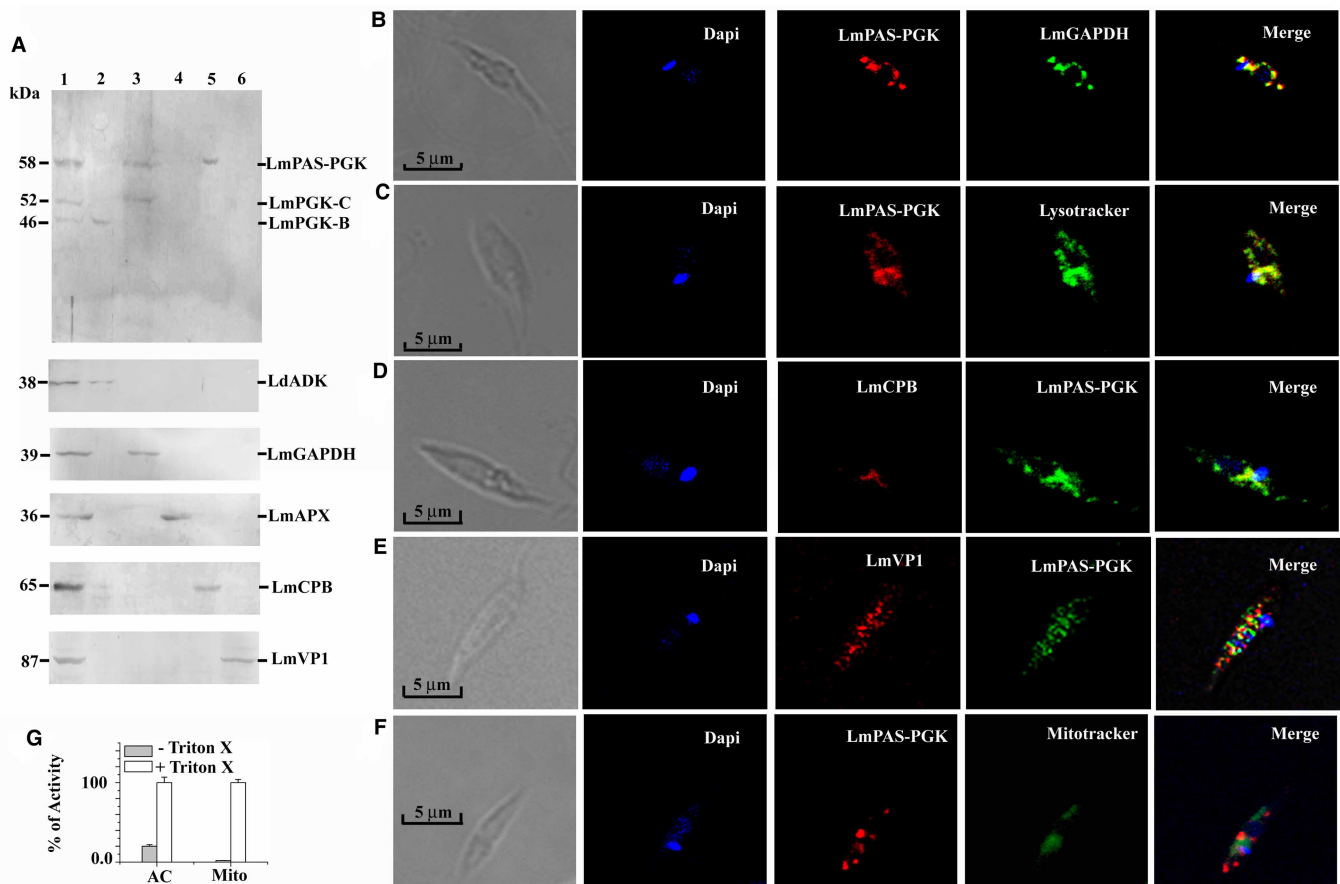 A
1 2 3 4 5 6
kDa
58 LmPAS-PGK
52 LmPGK-C
46 LmPGK-B
38 LdADK
39 LmGAPDH
36 LmAPX
65 LmCPB
87 LmVP1
B
5 μm
Dapi
LmPAS-PGK
LmGAPDH
Merge
C
5 μm
Dapi
LmPAS-PGK
Lysotracker
Merge
D
5 μm
Dapi
LmCPB
LmPAS-PGK
Merge
E
5 μm
Dapi
LmVP1
LmPAS-PGK
Merge
F
5 μm
Dapi
LmPAS-PGK
Mitotracker
Merge
G
- Triton X
+ Triton X
% of Activity
100
0.0
AC Mito